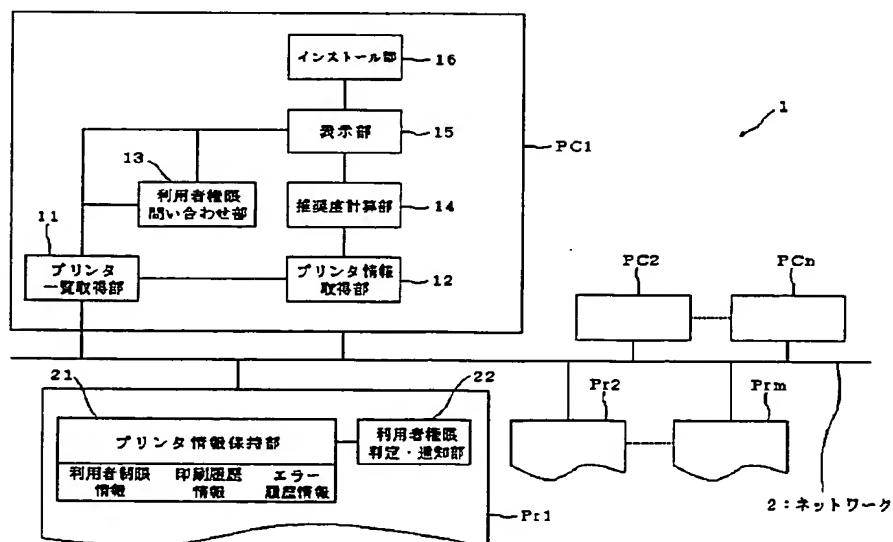 インストール部
16
1
表示部
15
PC1
13
利用者権限
問い合わせ部
推奨度計算部
14
11
プリンタ
一覧取得部
プリンタ情報
取得部
12
PC2
PCn
21
22
Pr2
Prm
プリンタ情報保持部
利用者権限
判定・通知部
利用者制限
情報
印刷履歴
情報
エラー
履歴情報
Pr1
2:ネットワーク